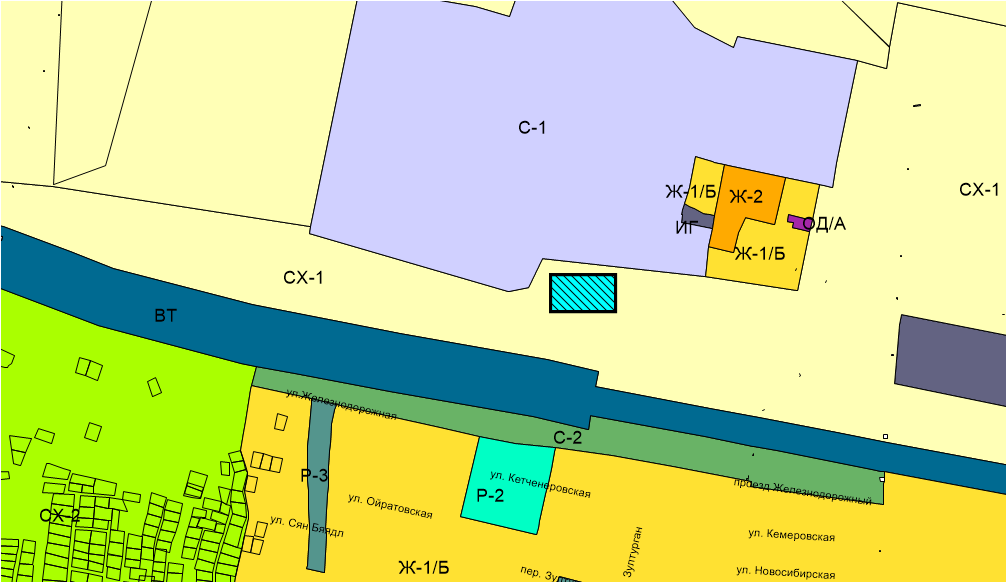 С-1
Ж-1/Б
Ж-2
СХ-1
ИГ
ОД/А
Ж-1/Б
СХ-1
ВТ
ул.Железнодорожная
С-2
Р-3
ул. Кетченеровская
Р-2
проезд Железнодорожный
ул. Ойратовская
СХ-2
ул. Сян Бядл
ул. Кемеровская
Зултурган
Ж-1/Б
ул. Новосибирская